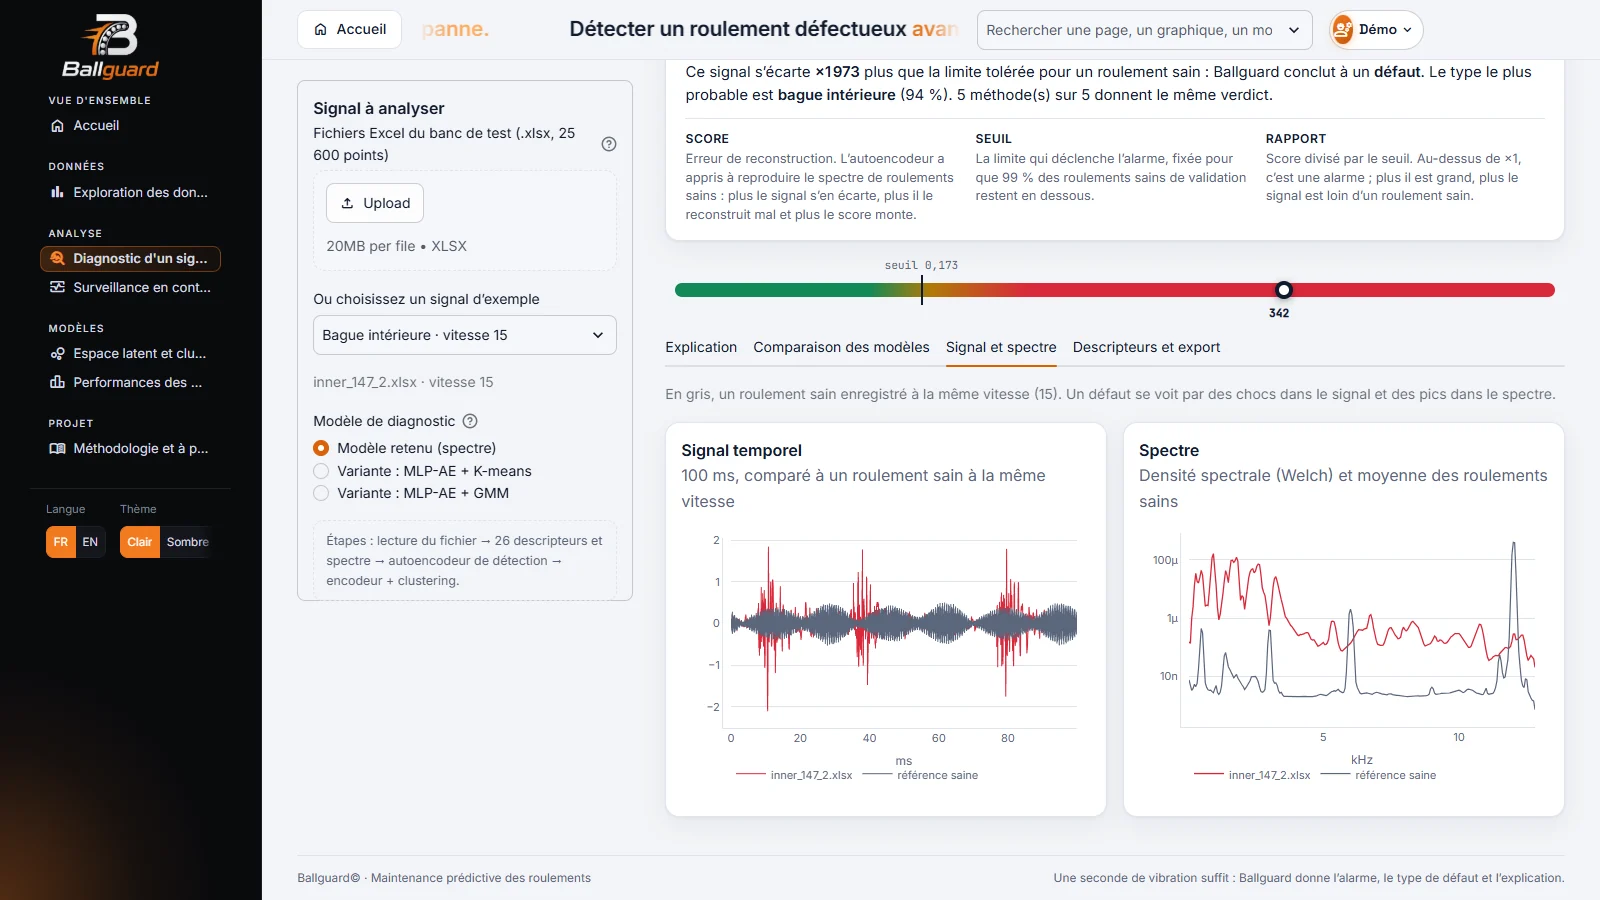 Ballguard
VUE D'ENSEMBLE
Accueil
DONNÉES
Exploration des don...
ANALYSE
Diagnostic d'un sig...
Surveillance en cont...
MODÈLES
Espace latent et clu...
Performances des ...
PROJET
Méthodologie et à p...
Langue
Thème
FR
EN
Clair
Sombre
Accueil
panne.
Détecter un roulement défectueux avan
Rechercher une page, un graphique, un mo
Démo
Signal à analyser
Fichiers Excel du banc de test (.xlsx, 25
600 points)
Upload
20MB per file • XLSX
Ou choisissez un signal d’exemple
Bague intérieure · vitesse 15
inner_147_2.xlsx · vitesse 15
Modèle de diagnostic
Modèle retenu (spectre)
Variante : MLP-AE + K-means
Variante : MLP-AE + GMM
Étapes : lecture du fichier → 26 descripteurs et
spectre → autoencodeur de détection →
encodeur + clustering.
Ce signal s’écarte ×1973 plus que la limite tolérée pour un roulement sain : Ballguard conclut à un défaut. Le type le plus
probable est bague intérieure (94 %). 5 méthode(s) sur 5 donnent le même verdict.
SCORE
Erreur de reconstruction. L’autoencodeur a
appris à reproduire le spectre de roulements
sains : plus le signal s’en écarte, plus il le
reconstruit mal et plus le score monte.
SEUIL
La limite qui déclenche l’alarme, fixée pour
que 99 % des roulements sains de validation
restent en dessous.
RAPPORT
Score divisé par le seuil. Au-dessus de ×1,
c’est une alarme ; plus il est grand, plus le
signal est loin d’un roulement sain.
seuil 0,173
342
Explication
Comparaison des modèles
Signal et spectre
Descripteurs et export
En gris, un roulement sain enregistré à la même vitesse (15). Un défaut se voit par des chocs dans le signal et des pics dans le spectre.
Signal temporel
100 ms, comparé à un roulement sain à la même
vitesse
2
1
0
−1
−2
0
20
40
60
80
ms
inner_147_2.xlsx
référence saine
Spectre
Densité spectrale (Welch) et moyenne des roulements
sains
100μ
1μ
10n
5
10
kHz
inner_147_2.xlsx
référence saine
Ballguard© · Maintenance prédictive des roulements
Une seconde de vibration suffit : Ballguard donne l’alarme, le type de défaut et l’explication.